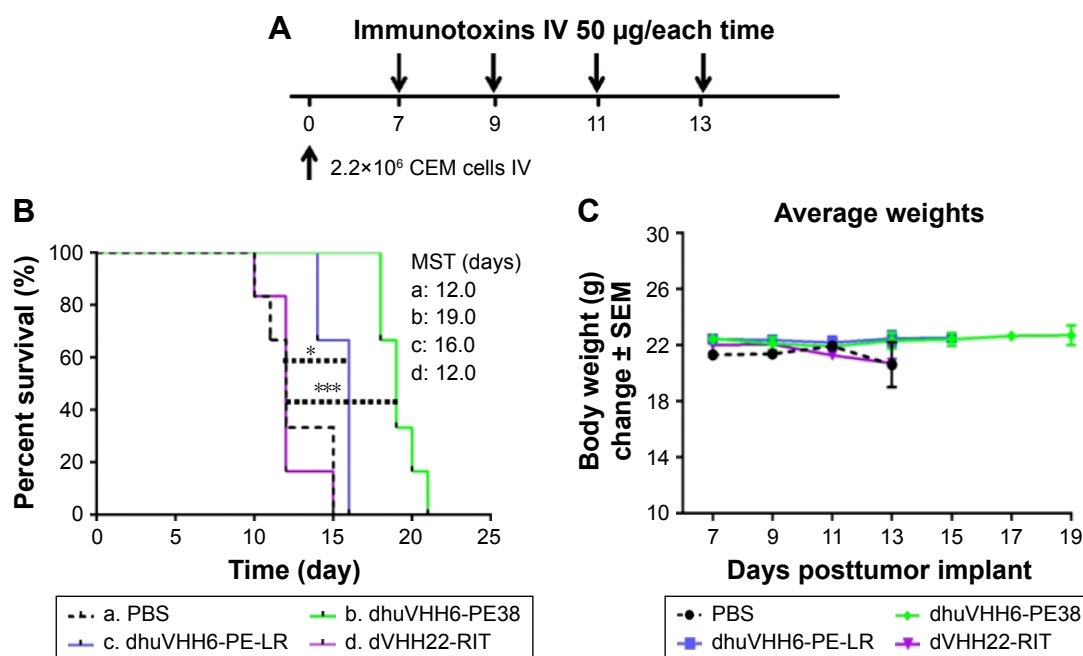 A
Immunotoxins IV 50 µg/each time
0 7 9 11 13
2.2×10⁶ CEM cells IV
B
Percent survival (%)
100
80
60
40
20
0
0 5 10 15 20 25
Time (day)
MST (days)
a: 12.0
b: 19.0
c: 16.0
d: 12.0
*
***
a. PBS b. dhuVHH6-PE38
c. dhuVHH6-PE-LR d. dVHH22-RIT
C
Average weights
Body weight (g)
change ± SEM
30
26
22
18
14
10
7 9 11 13 15 17 19
Days posttumor implant
PBS dhuVHH6-PE38
dhuVHH6-PE-LR dVHH22-RIT